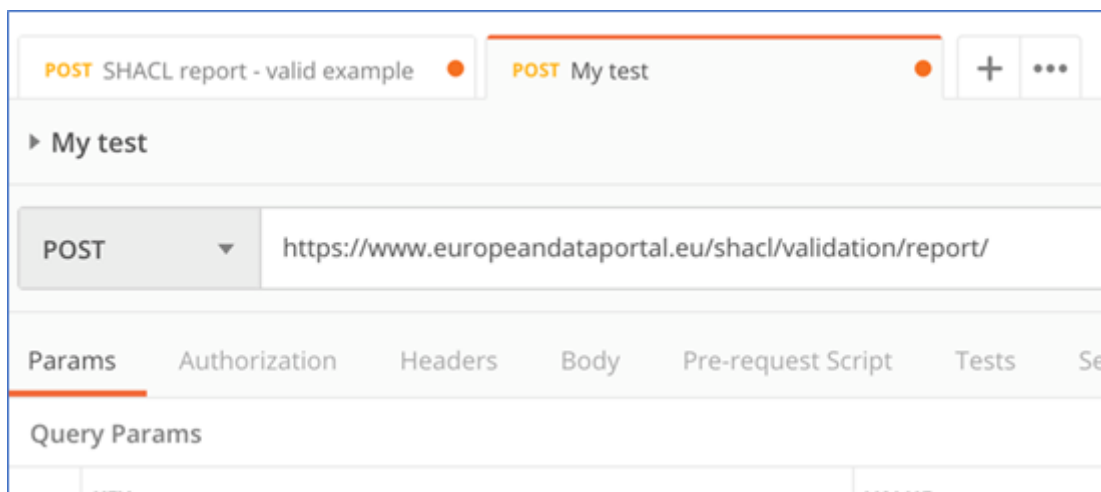 POST SHACL report - valid example POST My test + •••
My test
POST https://www.europeandataportal.eu/shacl/validation/report/
Params Authorization Headers Body Pre-request Script Tests
Query Params